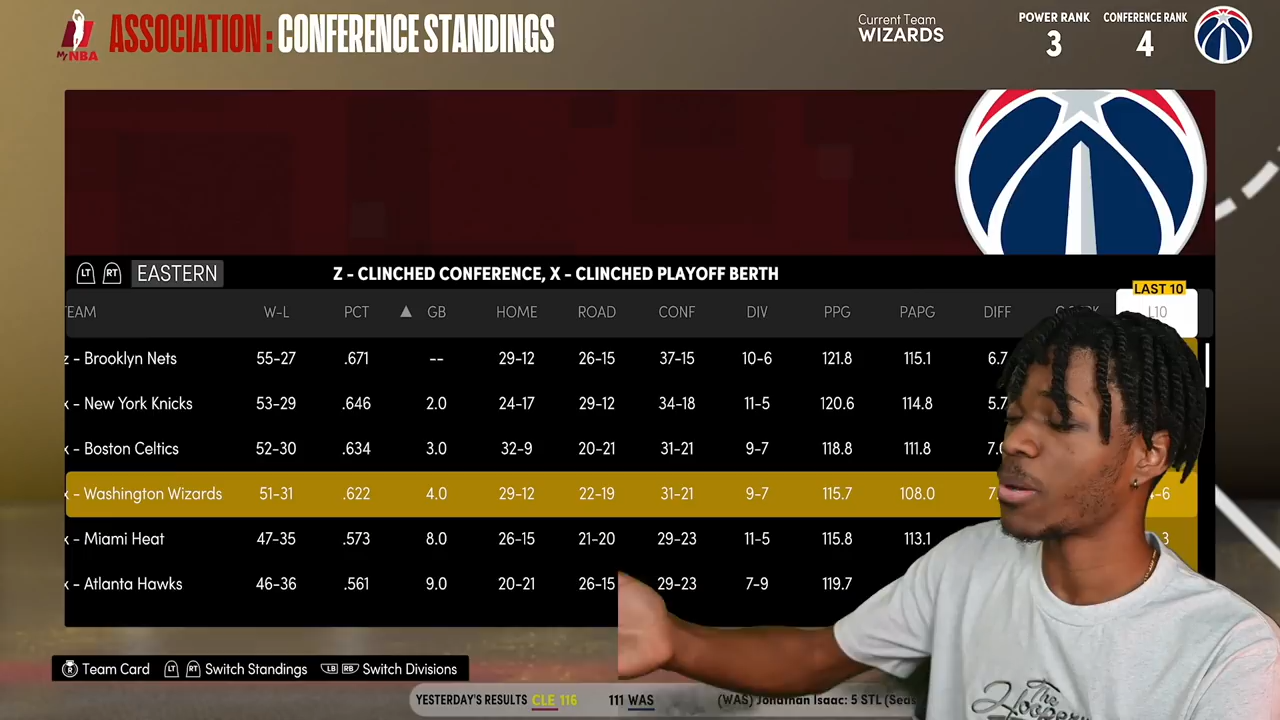 MyNBA
ASSOCIATION : CONFERENCE STANDINGS
Current Team
WIZARDS
POWER RANK
3
CONFERENCE RANK
4
LT RT EASTERN
Z - CLINCHED CONFERENCE, X - CLINCHED PLAYOFF BERTH
LAST 10
W-L PCT GB HOME ROAD CONF DIV PPG PAPG DIFF L10
z - Brooklyn Nets 55-27 .671 -- 29-12 26-15 37-15 10-6 121.8 115.1 6.7
- New York Knicks 53-29 .646 2.0 24-17 29-12 34-18 11-5 120.6 114.8 5.7
- Boston Celtics 52-30 .634 3.0 32-9 20-21 31-21 9-7 118.8 111.8
- Washington Wizards 51-31 .622 4.0 29-12 22-19 31-21 9-7 115.7 108.0
- Miami Heat 47-35 .573 8.0 26-15 21-20 29-23 11-5 115.8 113.1
- Atlanta Hawks 46-36 .561 9.0 20-21 26-15 29-23 7-9 119.7
R Team Card LT RT Switch Standings LB RB Switch Divisions
YESTERDAY'S RESULTS CLE 116 111 WAS (WAS) Jonathan Isaac: 5 STL
The